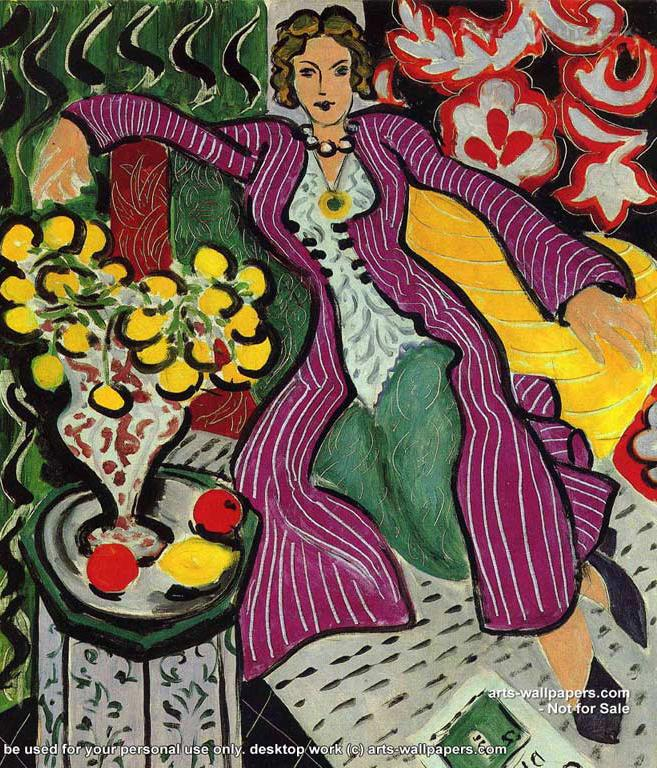 arts-wallpapers.com
- Not for Sale
be used for your personal use only. desktop work (c) arts-wallpapers.com